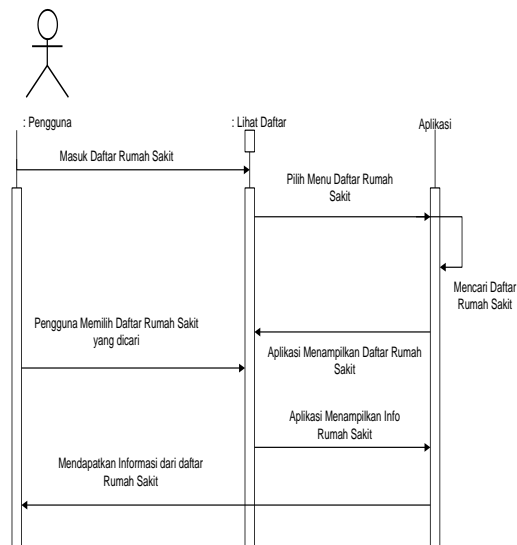 : Pengguna
: Lihat Daftar
Aplikasi
Masuk Daftar Rumah Sakit
Pilih Menu Daftar Rumah
Sakit
Mencari Daftar
Rumah Sakit
Pengguna Memilih Daftar Rumah Sakit
yang dicari
Aplikasi Menampilkan Daftar Rumah
Sakit
Aplikasi Menampilkan Info
Rumah Sakit
Mendapatkan Informasi dari daftar
Rumah Sakit